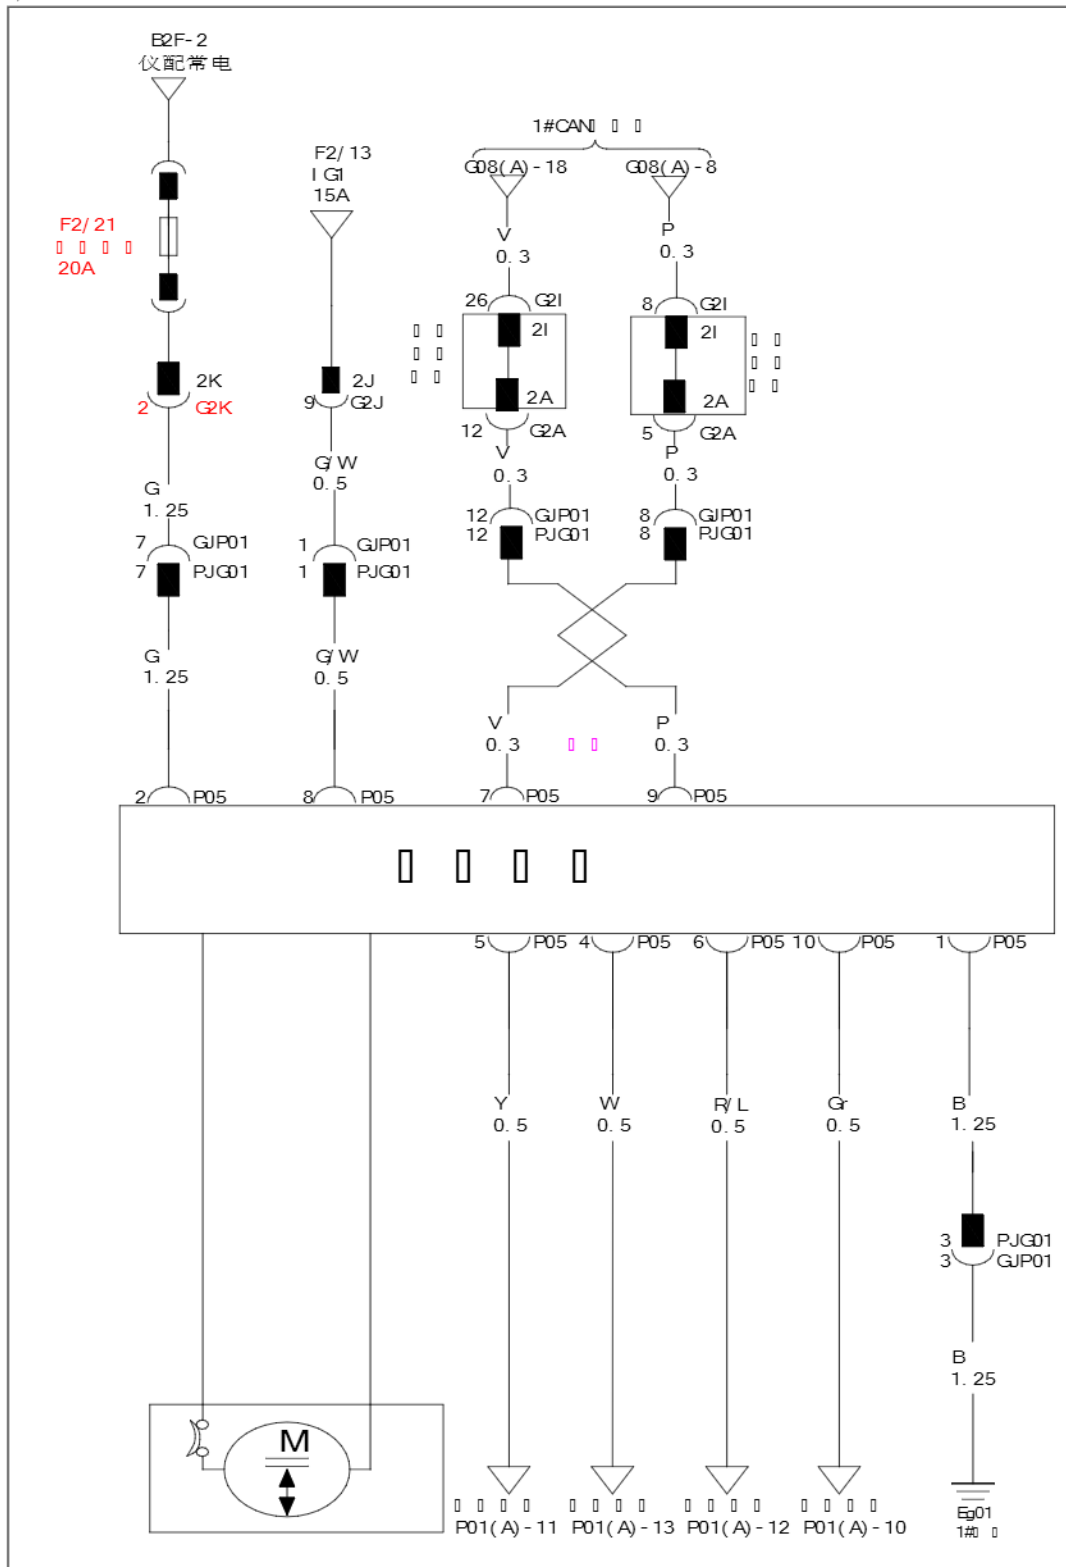 B2F-2
仪配常电
1#CAN
F2/13
IG1
15A
G08(A)-18
G08(A)-8
F2/21
20A
V
0.3
P
0.3
26
G2I
8
G2I
2I
2I
2K
2
G2K
2J
9
G2J
2A
12
G2A
2A
5
G2A
G/W
0.5
V
0.3
P
0.3
G
1.25
7
GJP01
7
PJG01
1
GJP01
1
PJG01
12
GJP01
12
PJG01
8
GJP01
8
PJG01
G
1.25
G/W
0.5
V
0.3
P
0.3
2
P05
8
P05
7
P05
9
P05
5
P05
4
P05
6
P05
10
P05
1
P05
Y
0.5
W
0.5
R/L
0.5
Gr
0.5
B
1.25
3
PJG01
3
GJP01
B
1.25
M
P01(A)-11
P01(A)-13
P01(A)-12
P01(A)-10
Eg01
1#